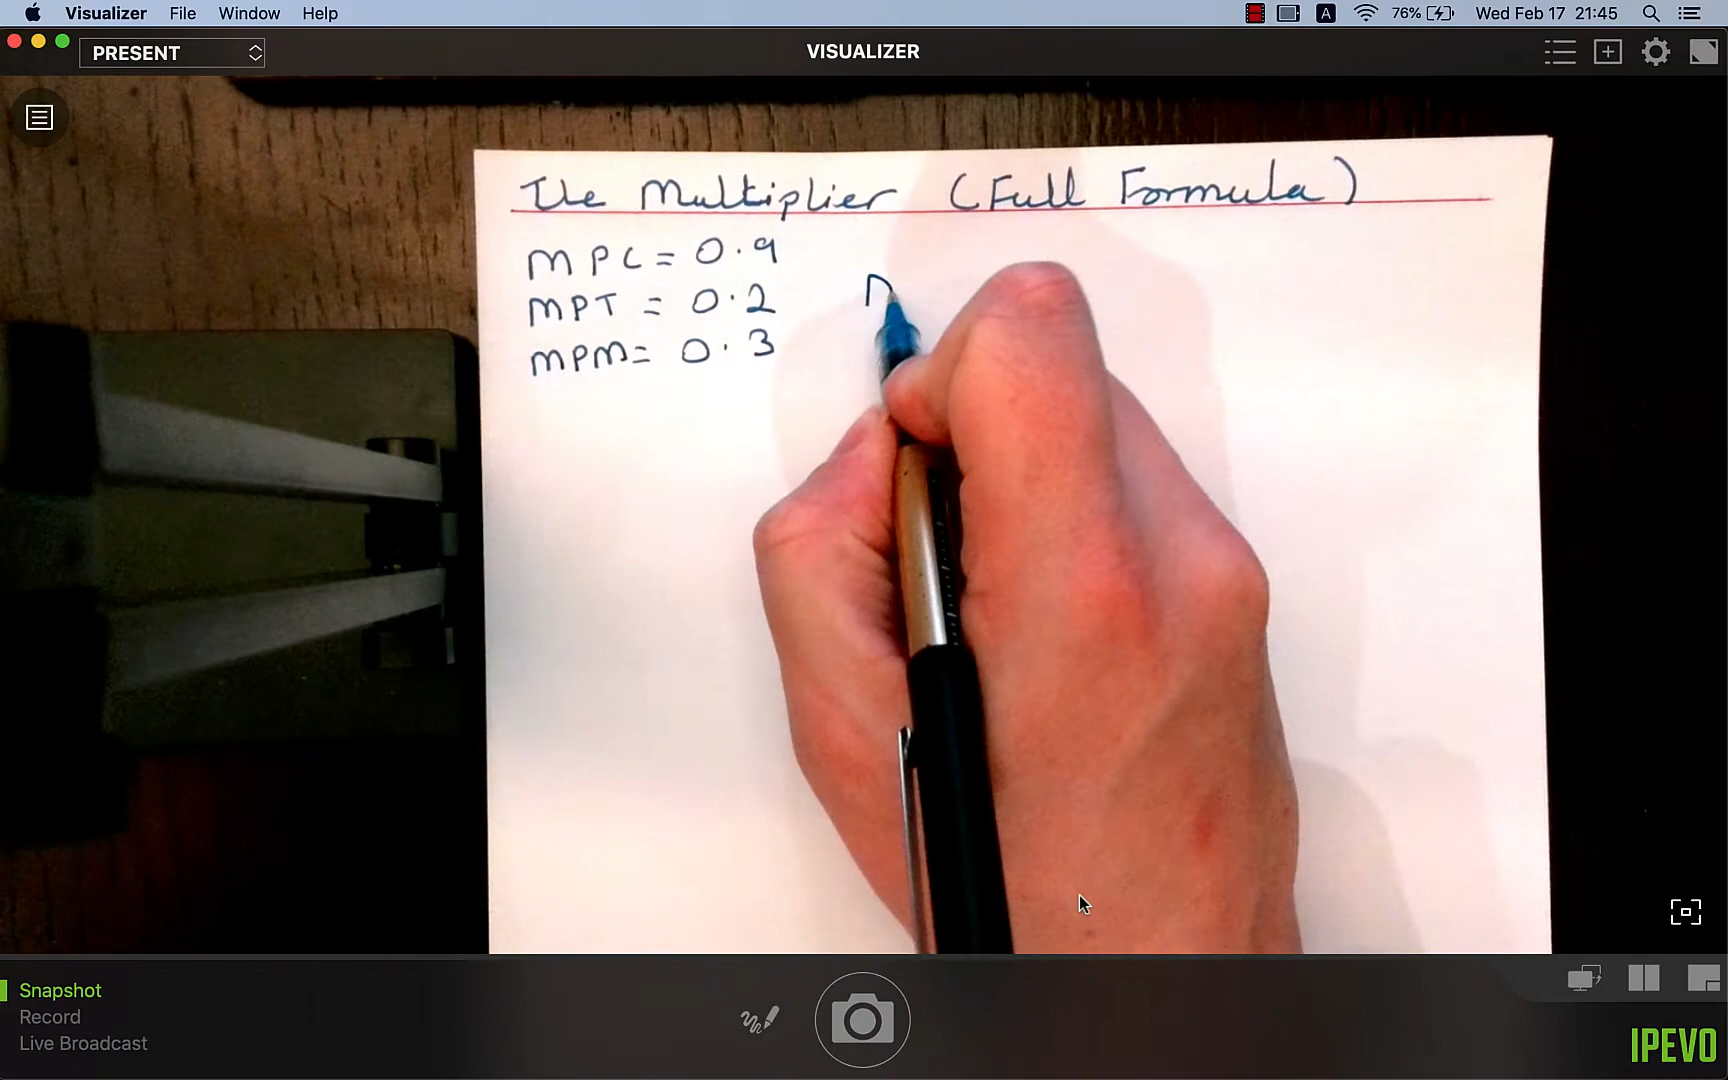 Visualizer File Window Help 76% Wed Feb 17 21:45
PRESENT
VISUALIZER
The Multiplier (Full Formula)
MPC = 0.9
MPT = 0.2
MPM = 0.3
Snapshot
Record
Live Broadcast
IPEVO